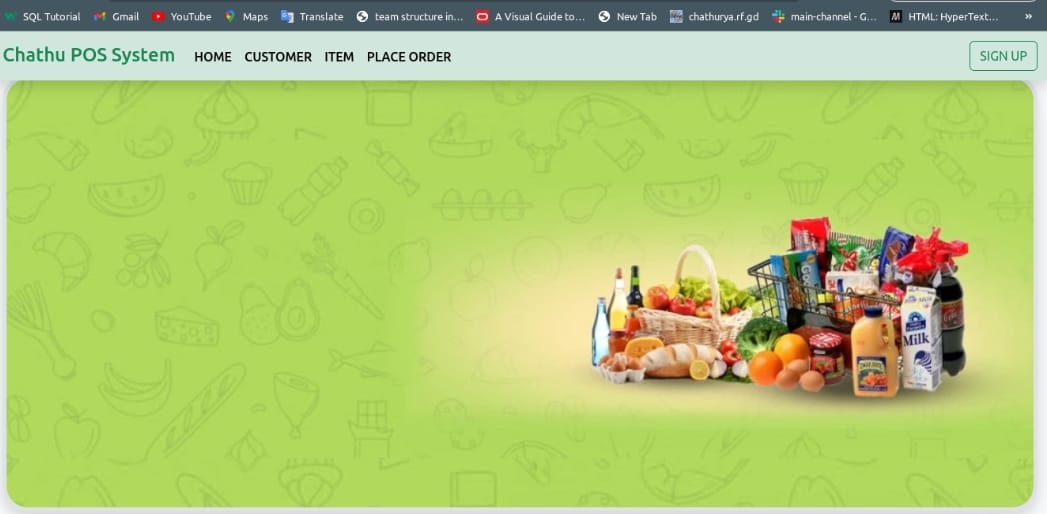 SQL Tutorial Gmail YouTube Maps Translate team structure in... A Visual Guide to... New Tab chathurya.rf.gd main-channel - G... HTML: HyperText... »
Chathu POS System HOME CUSTOMER ITEM PLACE ORDER SIGN UP
Milk